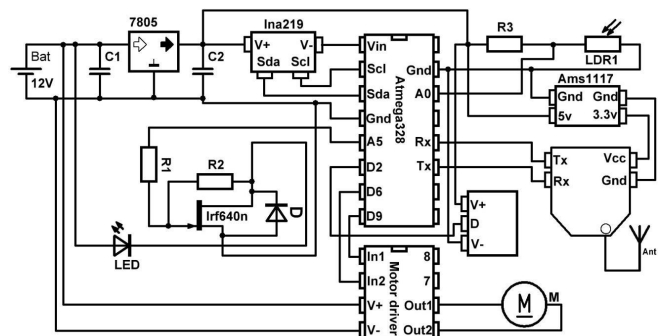 7805
Ina219
V+
V-
Sda
Scl
Bat
12V
C1
C2
Vin
Scl
Sda
Gnd
A5
D2
D6
D9
Atmega328
Gnd
A0
Rx
Tx
R3
LDR1
Ams1117
Gnd
Gnd
5v
3.3v
Tx
Rx
Vcc
Gnd
Ant
R1
R2
Irf640n
D
LED
V+
D
V-
In1
In2
V+
V-
Motor driver
8
7
Out1
Out2
M
M